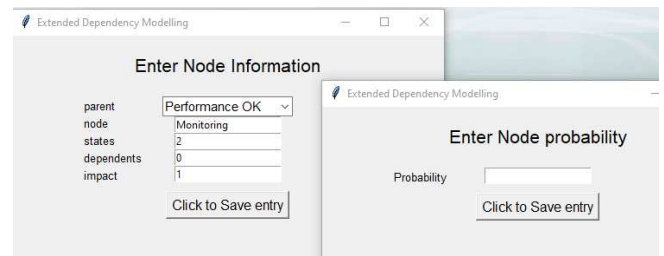 Extended Dependency Modelling
Enter Node Information
parent Performance OK
node Monitoring
states 2
dependents 0
impact 1
Click to Save entry
Extended Dependency Modelling
Enter Node probability
Probability
Click to Save entry